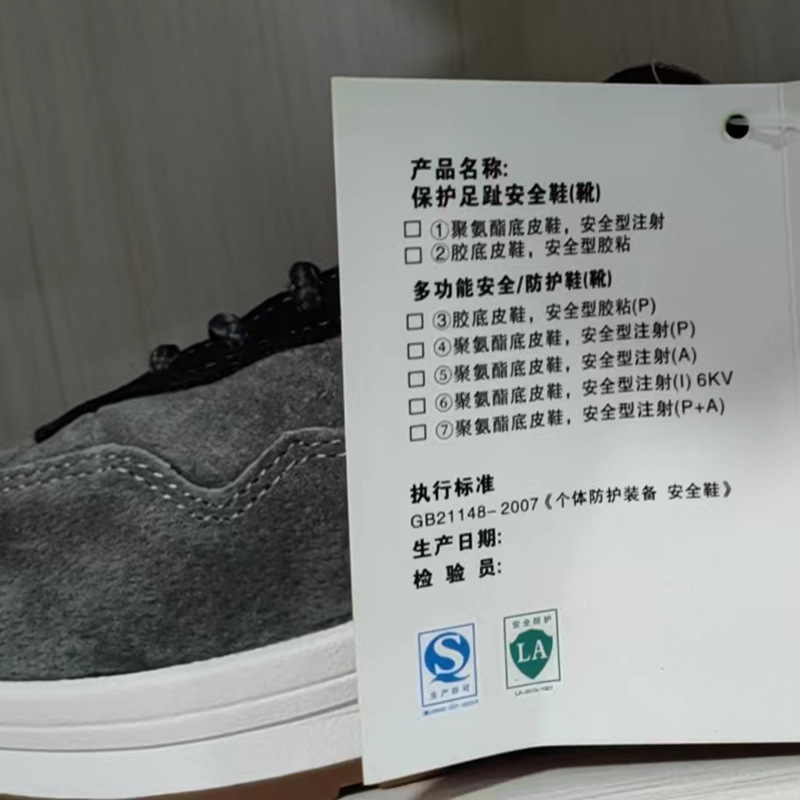 产品名称:
保护足趾安全鞋(靴)
①聚氨酯底皮鞋，安全型注射
②胶底皮鞋，安全型胶粘
多功能安全/防护鞋(靴)
③胶底皮鞋，安全型胶粘(P)
④聚氨酯底皮鞋，安全型注射(P)
⑤聚氨酯底皮鞋，安全型注射(A)
⑥聚氨酯底皮鞋，安全型注射(I) 6KV
⑦聚氨酯底皮鞋，安全型注射(P+A)
执行标准
GB21148-2007《个体防护装备 安全鞋》
生产日期:
检 验 员:
S
生产许可
安全防护
LA